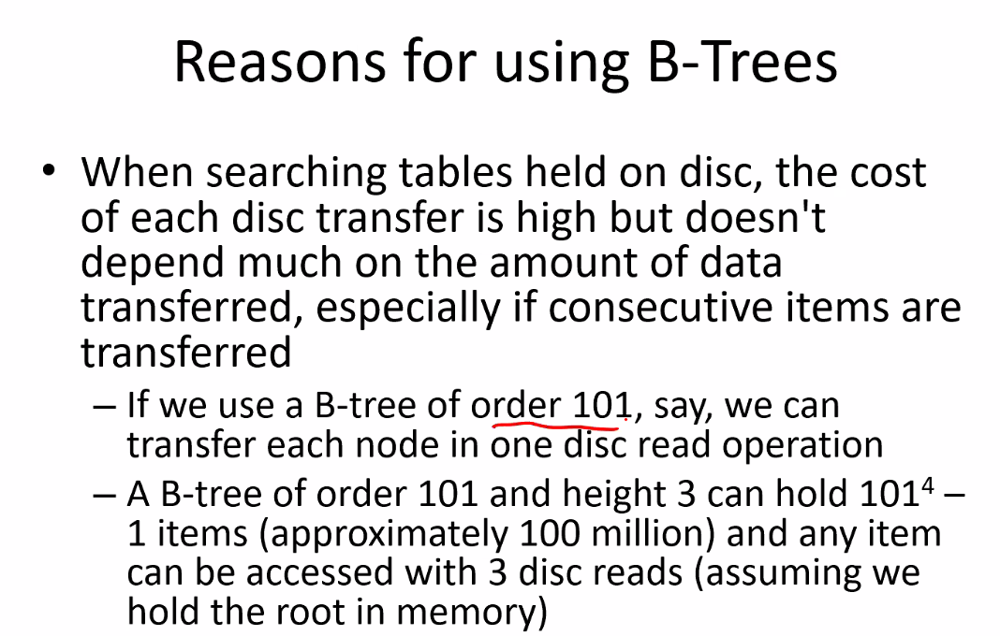 Reasons for using B-Trees
• When searching tables held on disc, the cost
of each disc transfer is high but doesn't
depend much on the amount of data
transferred, especially if consecutive items are
transferred
– If we use a B-tree of order 101, say, we can
transfer each node in one disc read operation
– A B-tree of order 101 and height 3 can hold 101⁴ –
1 items (approximately 100 million) and any item
can be accessed with 3 disc reads (assuming we
hold the root in memory)